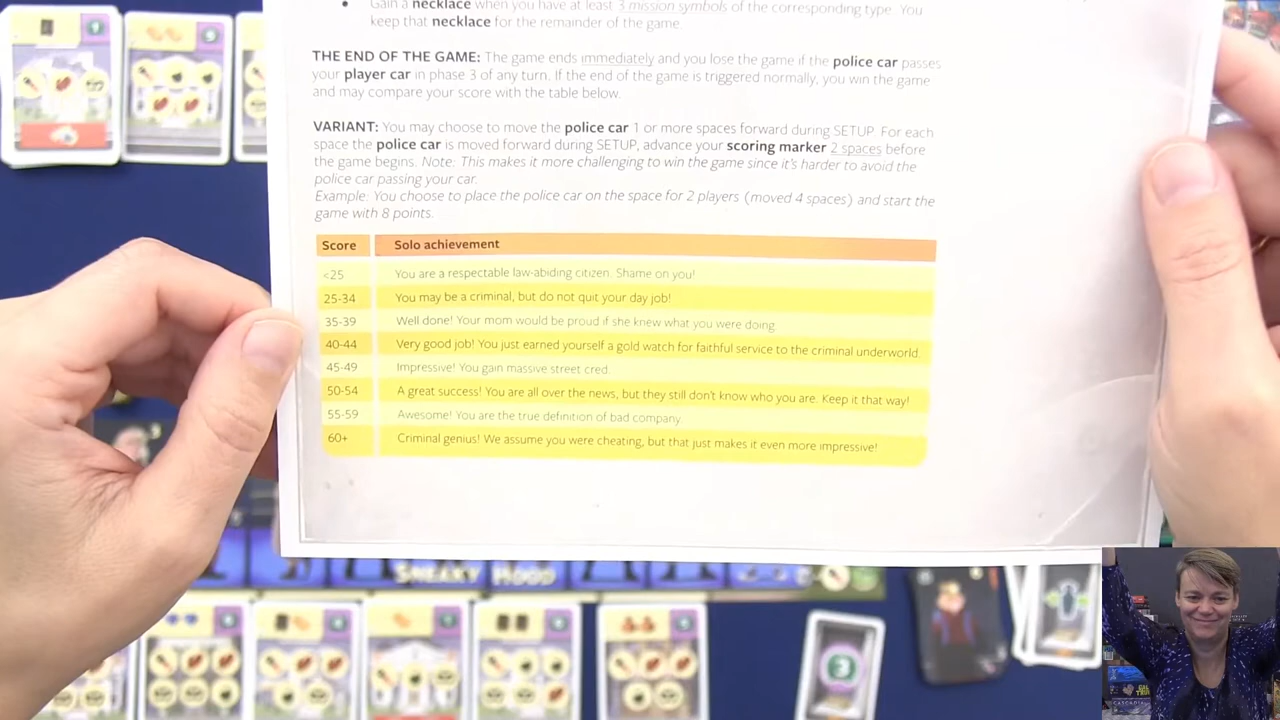 Gain a necklace when you have at least 3 mission symbols of the corresponding type. You
keep that necklace for the remainder of the game.
THE END OF THE GAME: The game ends immediately and you lose the game if the police car passes
your player car in phase 3 of any turn. If the end of the game is triggered normally, you win the game
and may compare your score with the table below.
VARIANT: You may choose to move the police car 1 or more spaces forward during SETUP. For each
space the police car is moved forward during SETUP, advance your scoring marker 2 spaces before
the game begins. Note: This makes it more challenging to win the game since it's harder to avoid the
police car passing your car.
Example: You choose to place the police car on the space for 2 players (moved 4 spaces) and start the
game with 8 points.
Score Solo achievement
<25 You are a respectable law-abiding citizen. Shame on you!
25-34 You may be a criminal, but do not quit your day job!
35-39 Well done! Your mom would be proud if she knew what you were doing.
40-44 Very good job! You just earned yourself a gold watch for faithful service to the criminal underworld.
45-49 Impressive! You gain massive street cred.
50-54 A great success! You are all over the news, but they still don't know who you are. Keep it that way!
55-59 Awesome! You are the true definition of bad company.
60+ Criminal genius! We assume you were cheating, but that just makes it even more impressive!
SNEAKY HOOD
3
CASCADIA